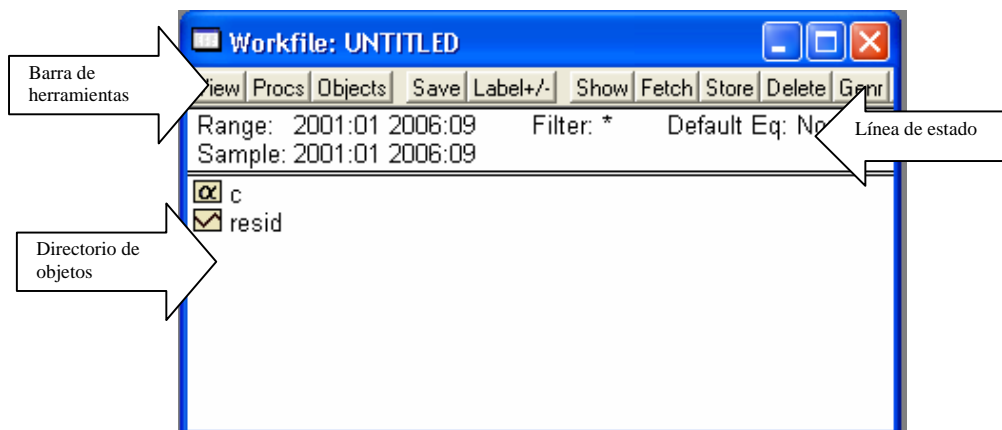 Workfile: UNTITLED
Barra de
herramientas
View Procs Objects Save Label+/- Show Fetch Store Delete Genr
Range: 2001:01 2006:09 Filter: * Default Eq: No
Línea de estado
Sample: 2001:01 2006:09
α c
resid
Directorio de
objetos